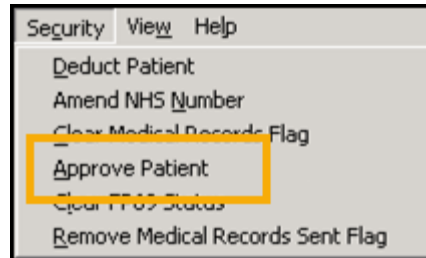 Security View Help
Deduct Patient
Amend NHS Number
Clear Medical Records Flag
Approve Patient
Clear FP69 Status
Remove Medical Records Sent Flag